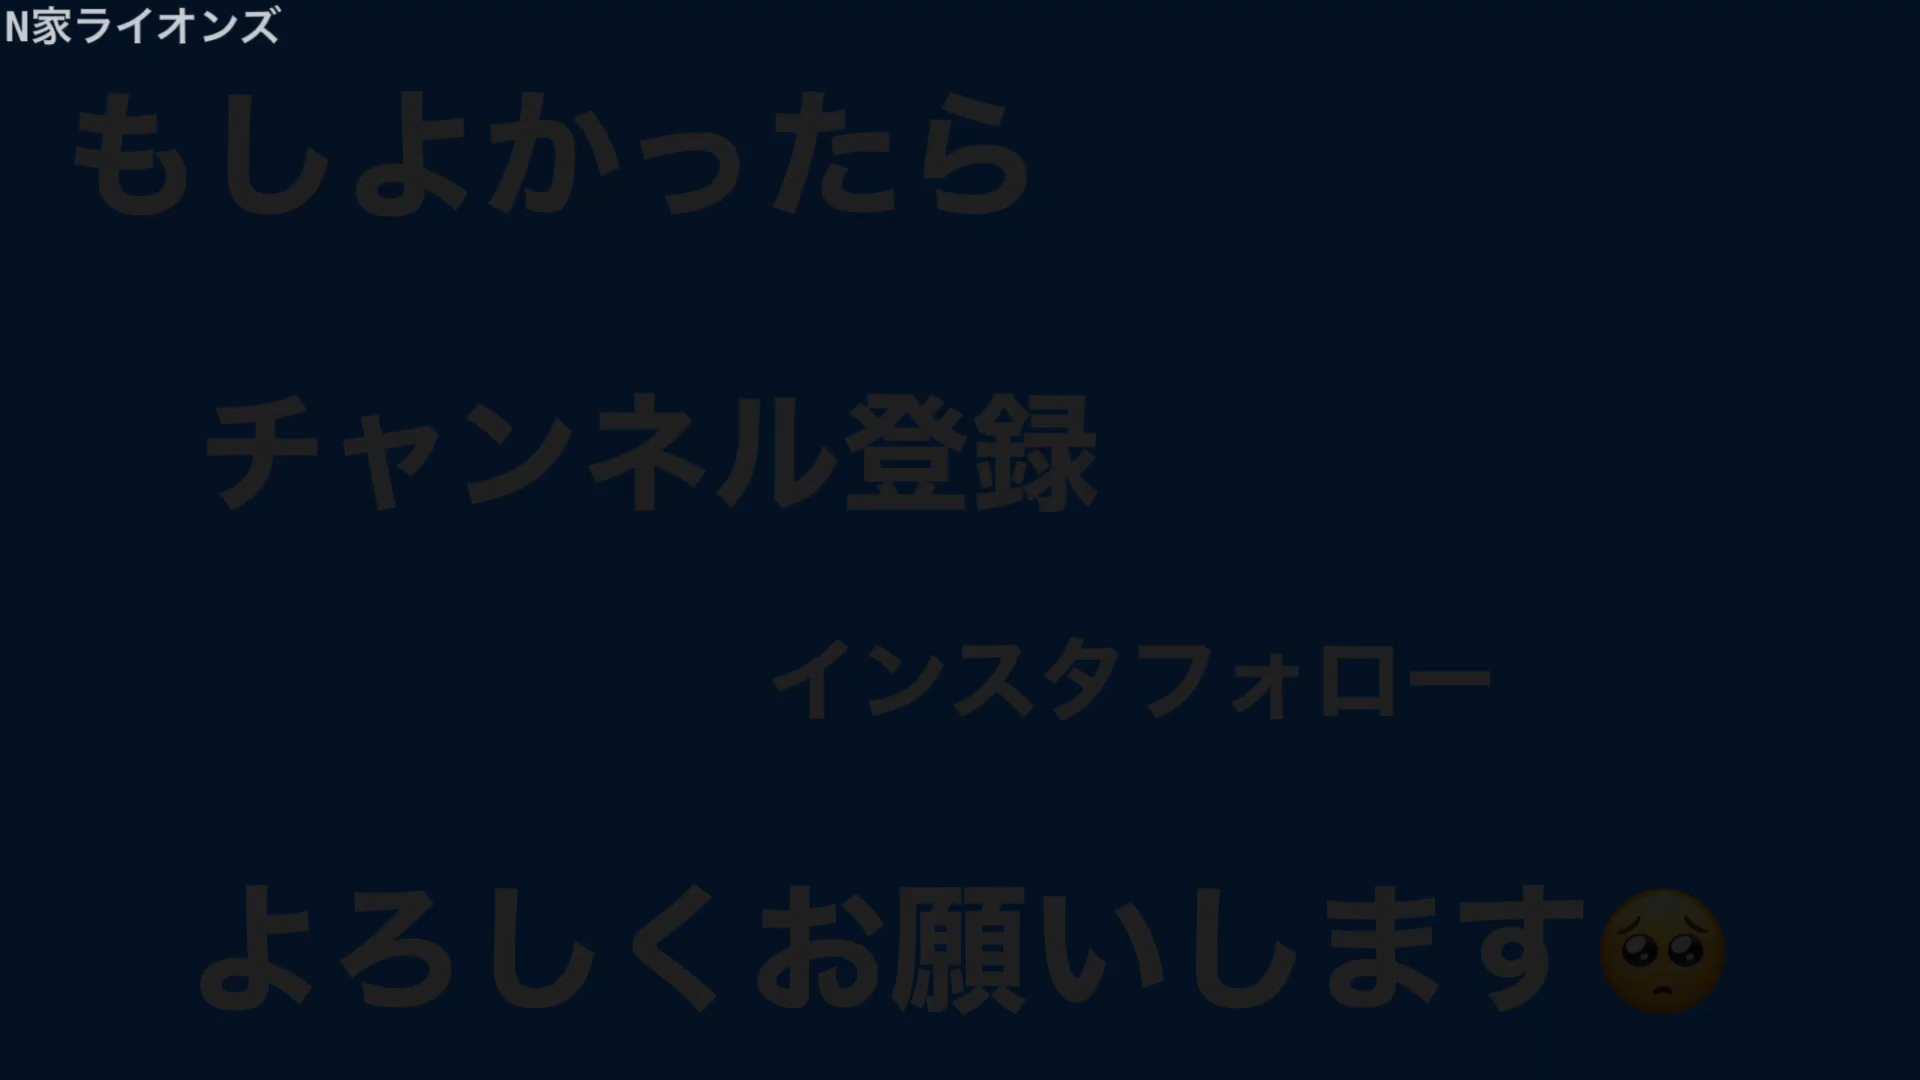 N家ライオンズ
もしよかったら
チャンネル登録
インスタフォロー
よろしくお願いします🥺